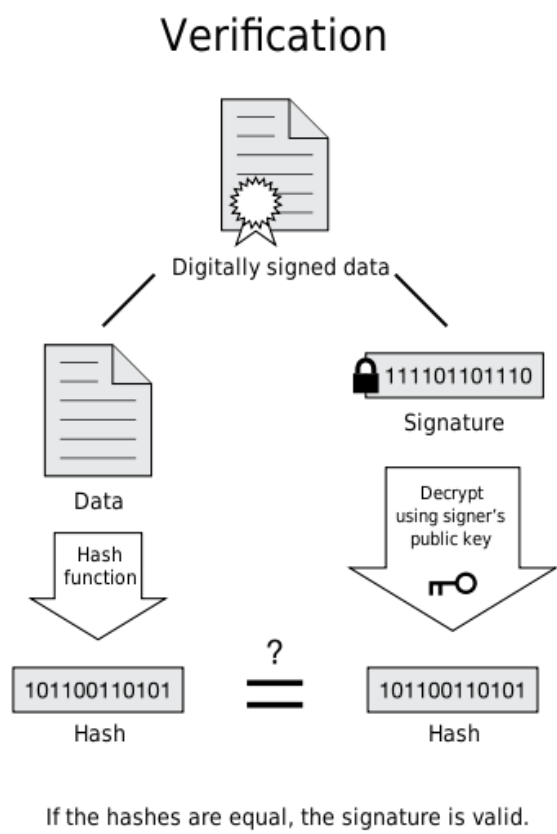 Verification
Digitally signed data
111101101110
Signature
Data
Decrypt
using signer's
public key
Hash
function
?
101100110101
101100110101
Hash
Hash
If the hashes are equal, the signature is valid.